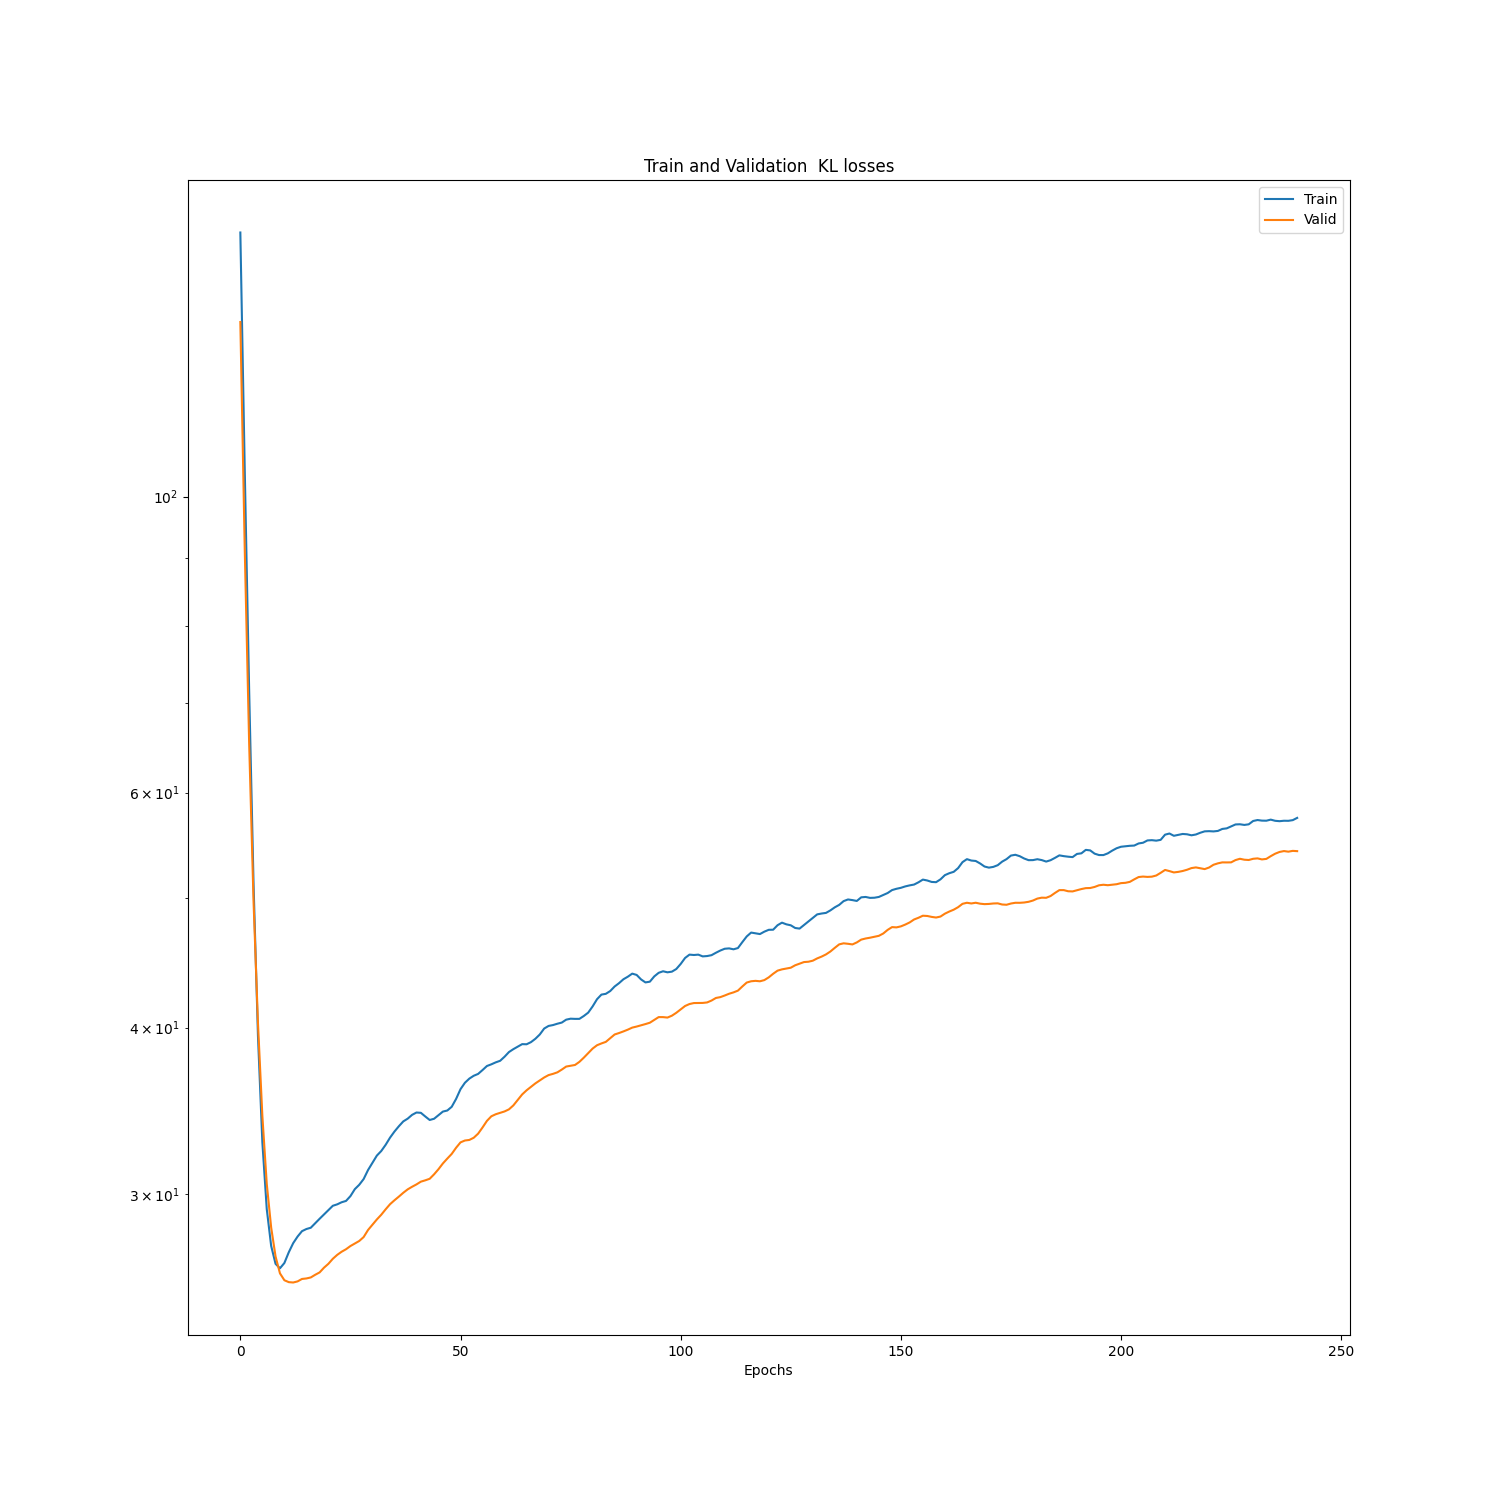 Train and Validation  KL losses
Train
Valid
10²
6 × 10¹
4 × 10¹
3 × 10¹
0 50 100 150 200 250
Epochs